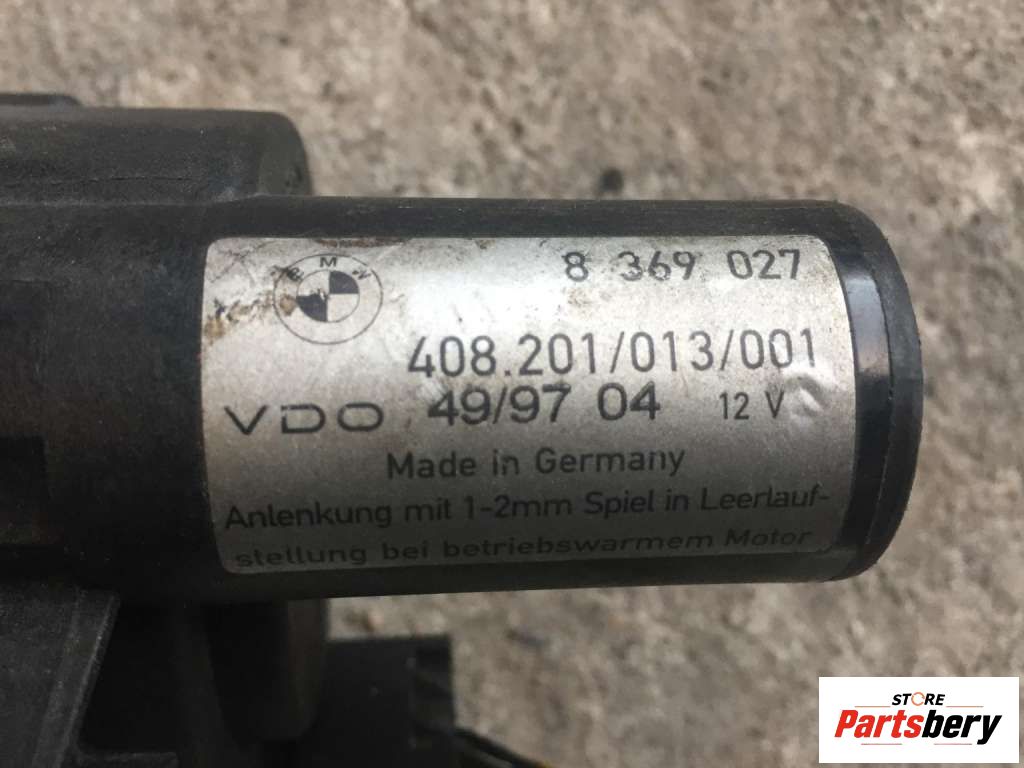 BMW
8 369 027
408.201/013/001
VDO 49/97 04 12 V
Made in Germany
Anlenkung mit 1-2mm Spiel in Leerlauf-
stellung bei betriebswarmem Motor
STORE
Partsbery